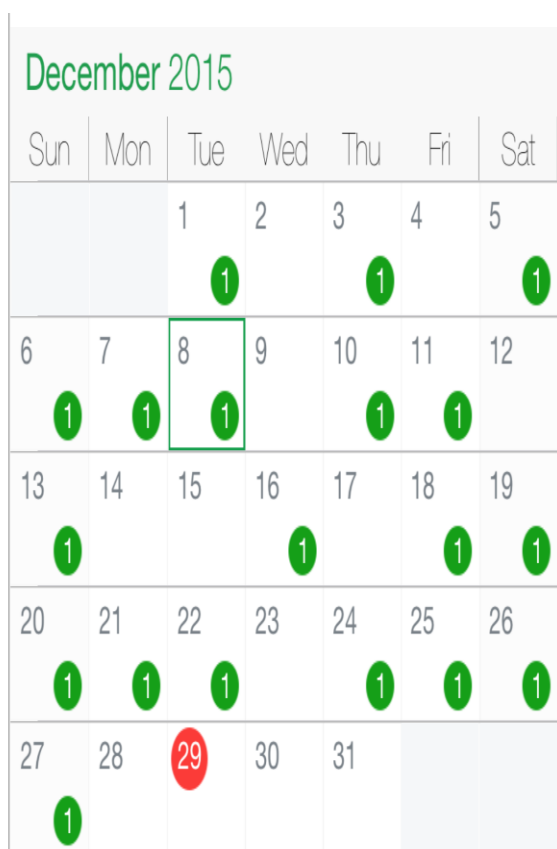 December 2015
Sun Mon Tue Wed Thu Fri Sat
1 2 3 4 5
1 1 1
6 7 8 9 10 11 12
1 1 1 1 1
13 14 15 16 17 18 19
1 1 1 1
20 21 22 23 24 25 26
1 1 1 1 1 1
27 28 29 30 31
1